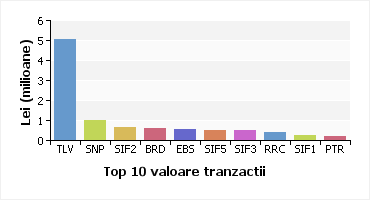 Lei (milioane)
6
5
4
3
2
1
0
TLV SNP SIF2 BRD EBS SIF5 SIF3 RRC SIF1 PTR
Top 10 valoare tranzactii